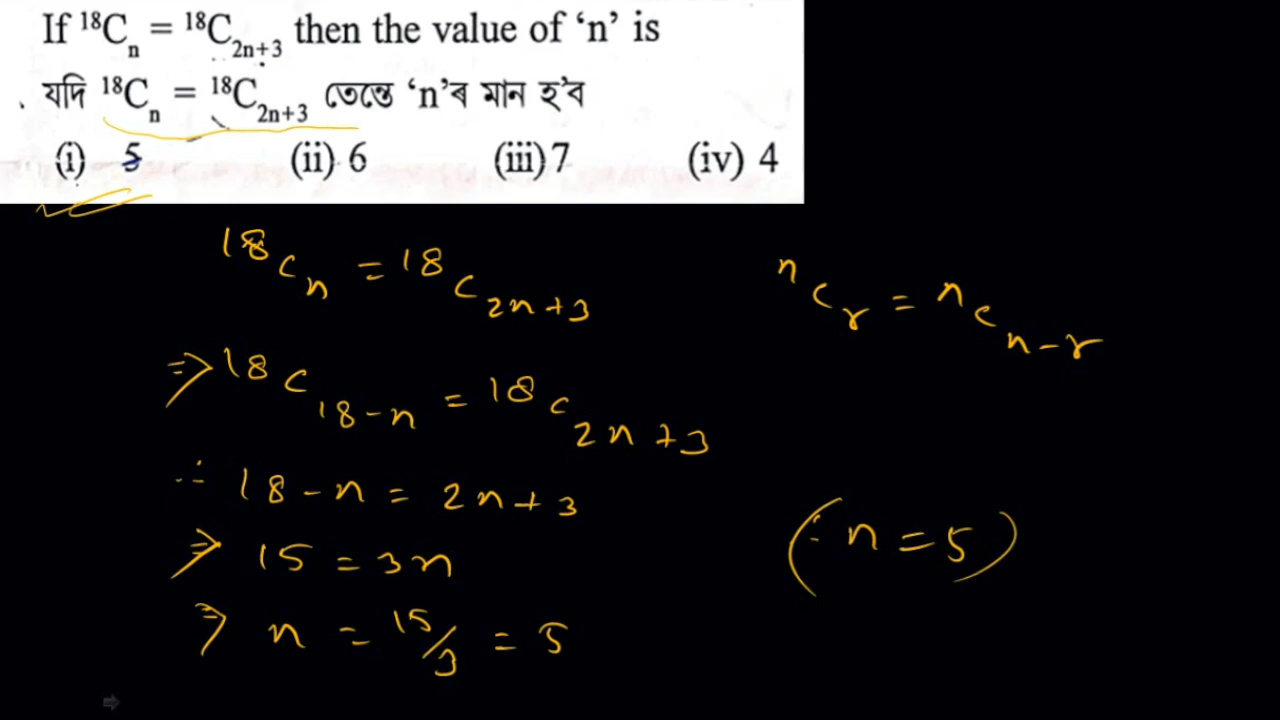 If ¹⁸Cₙ = ¹⁸C₂ₙ₊₃ then the value of ‘n’ is
যদি ¹⁸Cₙ = ¹⁸C₂ₙ₊₃ তেন্তে ‘n’ৰ মান হ’ব
(i) 5 (ii) 6 (iii) 7 (iv) 4
¹⁸Cₙ = ¹⁸C₂ₙ₊₃
ⁿCᵣ = ⁿCₙ₋ᵣ
⇒ ¹⁸C₁₈₋ₙ = ¹⁸C₂ₙ₊₃
∴ 18 - n = 2n + 3
⇒ 15 = 3n
(∴ n = 5)
⇒ n = 15/3 = 5